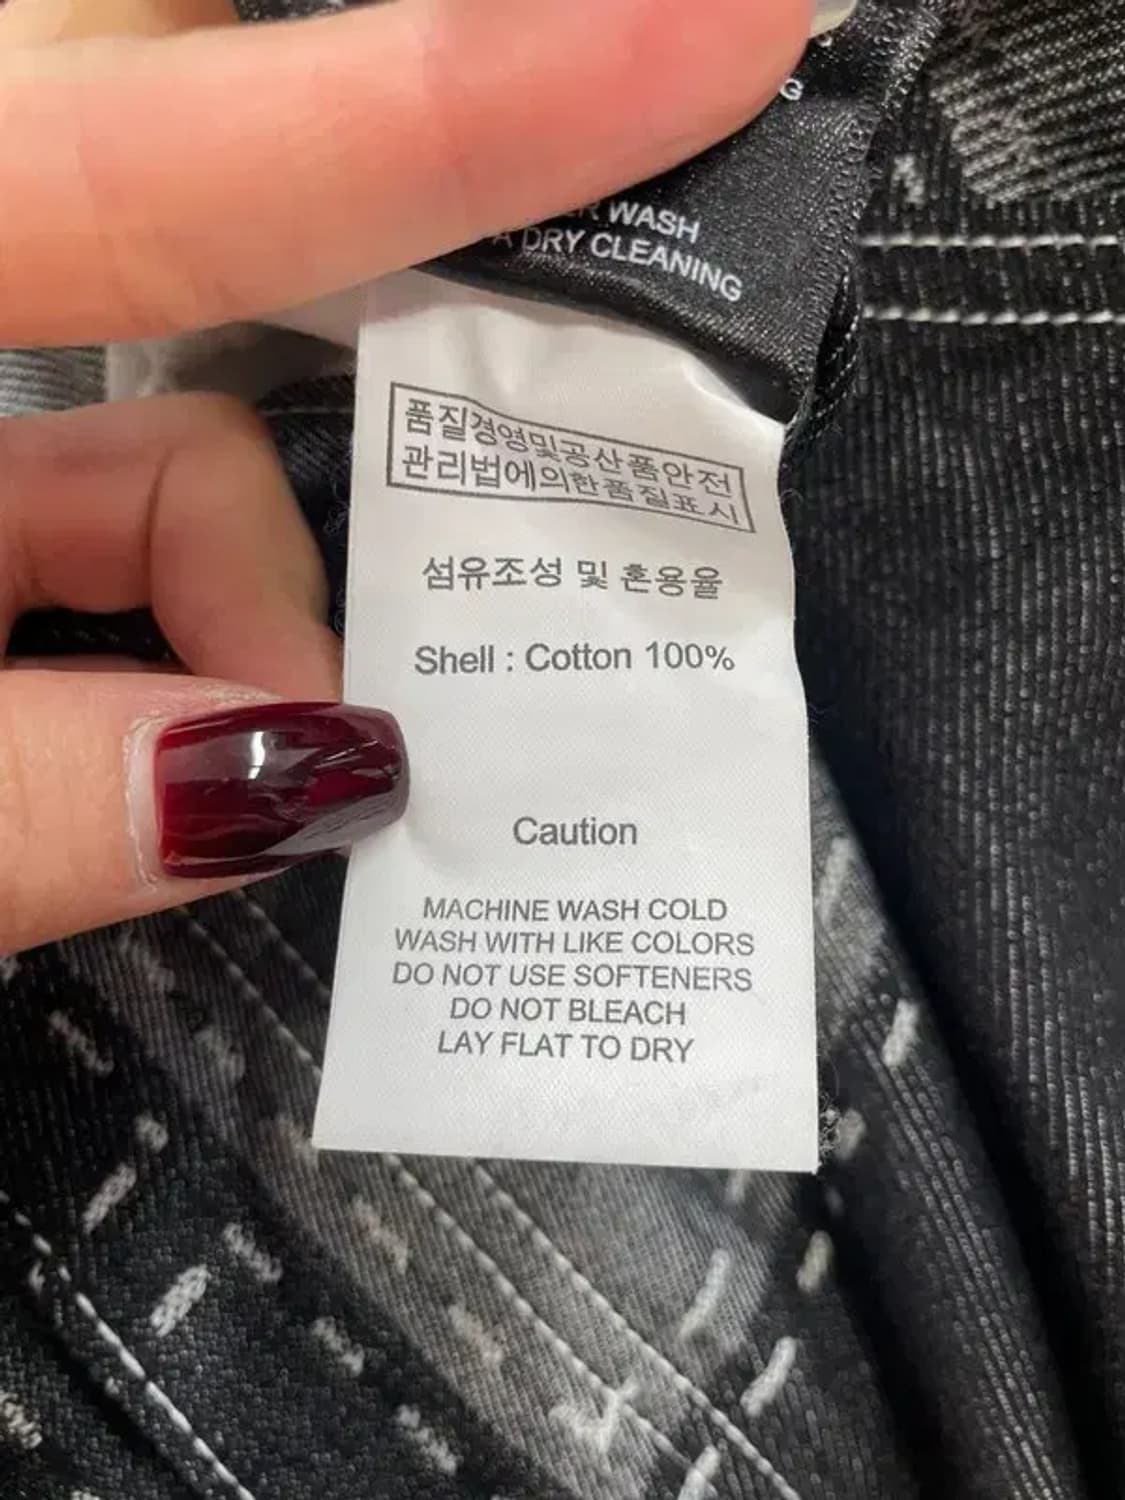 G
WASH
A DRY CLEANING
품질경영및공산품안전
관리법에의한품질표시
섬유조성 및 혼용율
Shell : Cotton 100%
Caution
MACHINE WASH COLD
WASH WITH LIKE COLORS
DO NOT USE SOFTENERS
DO NOT BLEACH
LAY FLAT TO DRY